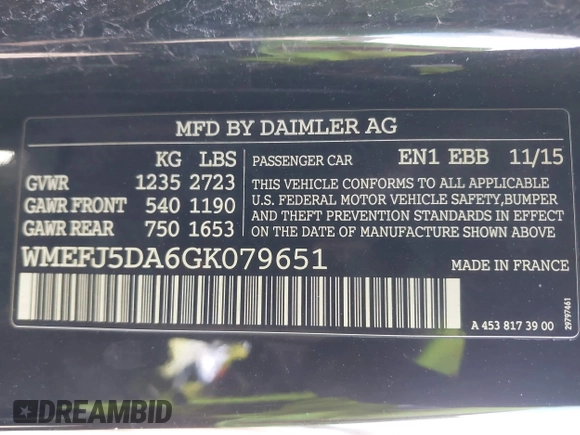 MFD BY DAIMLER AG
KG LBS
GVWR 1235 2723
GAWR FRONT 540 1190
GAWR REAR 750 1653
PASSENGER CAR EN1 EBB 11/15
THIS VEHICLE CONFORMS TO ALL APPLICABLE
U.S. FEDERAL MOTOR VEHICLE SAFETY,BUMPER
AND THEFT STANDARDS IN EFFECT
ON THE DATE OF MANUFACTURE SHOWN ABOVE.
WMEFJ5DA6GK079651
MADE IN FRANCE
A 453 817 39 00
29797461
DREAMBID